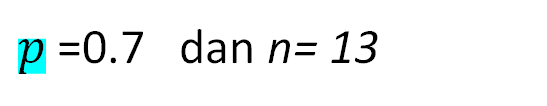 p =0.7 dan n= 13